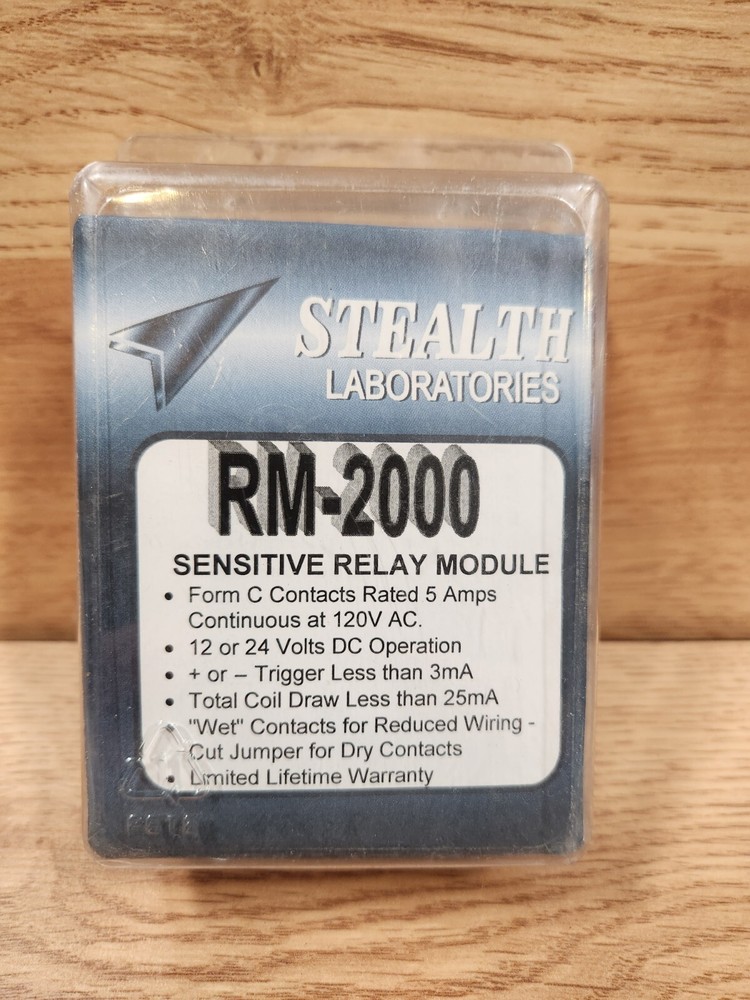 STEALTH
LABORATORIES
RM-2000
SENSITIVE RELAY MODULE
• Form C Contacts Rated 5 Amps
Continuous at 120V AC.
• 12 or 24 Volts DC Operation
• + or – Trigger Less than 3mA
• Total Coil Draw Less than 25mA
• "Wet" Contacts for Reduced Wiring -
Cut Jumper for Dry Contacts
• Limited Lifetime Warranty
1
PETE